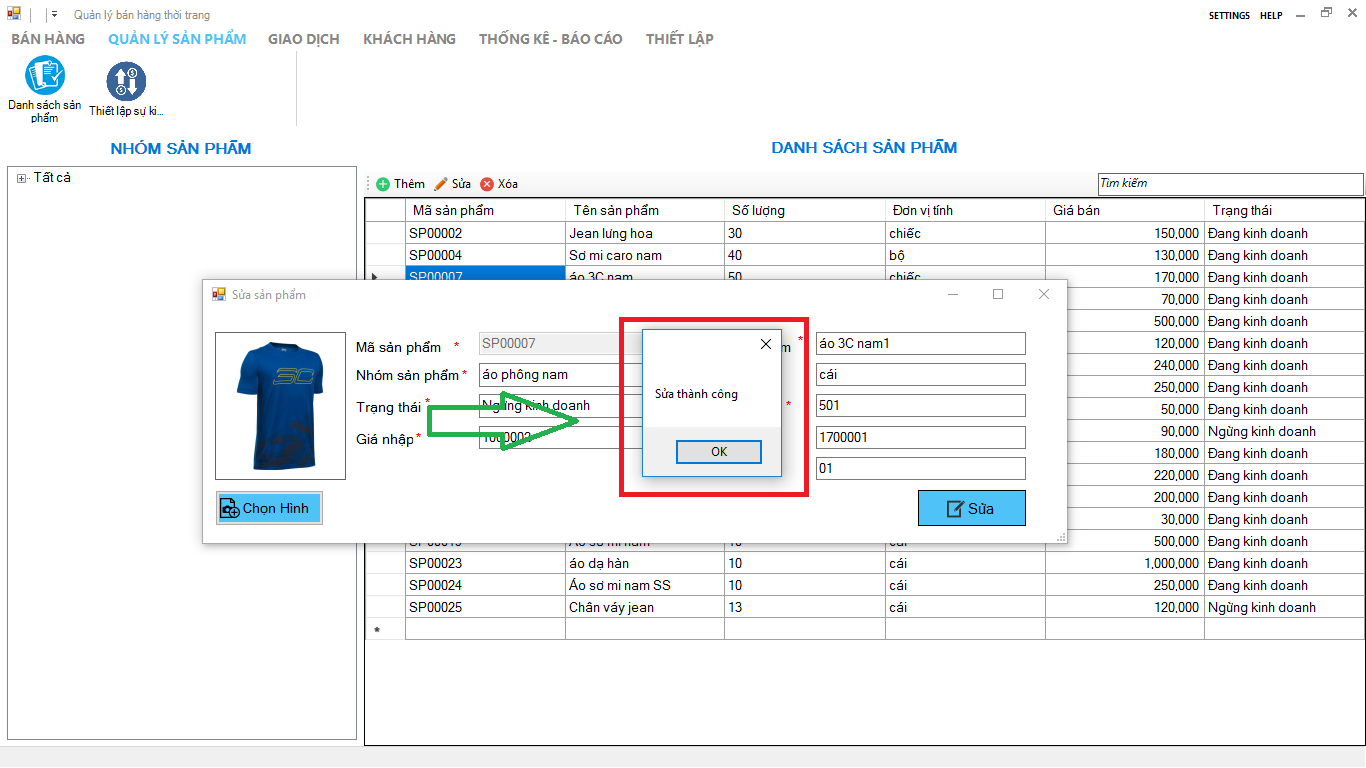 Quản lý bán hàng thời trang
SETTINGS HELP
BÁN HÀNG QUẢN LÝ SẢN PHẨM GIAO DỊCH KHÁCH HÀNG THỐNG KÊ - BÁO CÁO THIẾT LẬP
Danh sách sản phẩm
Thiết lập sự ki...
NHÓM SẢN PHẨM
Tất cả
DANH SÁCH SẢN PHẨM
Thêm Sửa Xóa
Tìm kiếm
Mã sản phẩm Tên sản phẩm Số lượng Đơn vị tính Giá bán Trạng thái
SP00002 Jean lưng hoa 30 chiếc 150,000 Đang kinh doanh
SP00004 Sơ mi caro nam 40 bộ 130,000 Đang kinh doanh
SP00007 áo 3C nam 50 chiếc 170,000 Đang kinh doanh
70,000 Đang kinh doanh
500,000 Đang kinh doanh
120,000 Đang kinh doanh
240,000 Đang kinh doanh
250,000 Đang kinh doanh
50,000 Đang kinh doanh
90,000 Ngừng kinh doanh
180,000 Đang kinh doanh
220,000 Đang kinh doanh
200,000 Đang kinh doanh
30,000 Đang kinh doanh
500,000 Đang kinh doanh
SP00023 áo dạ hàn 10 cái 1,000,000 Đang kinh doanh
SP00024 Áo sơ mi nam SS 10 cái 250,000 Đang kinh doanh
SP00025 Chân váy jean 13 cái 120,000 Ngừng kinh doanh
*
Sửa sản phẩm
Mã sản phẩm * SP00007
Nhóm sản phẩm * áo phông nam
Trạng thái * Ngừng kinh doanh
Giá nhập *
m * áo 3C nam1
cái
* 501
1700001
01
Chọn Hình
Sửa
Sửa thành công
OK